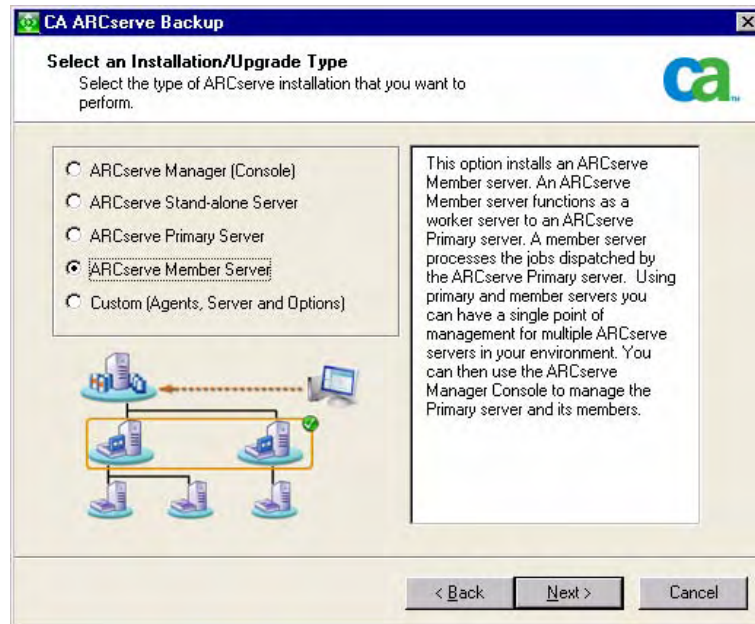 CA ARCserve Backup
Select an Installation/Upgrade Type
Select the type of ARCserve installation that you want to
perform.
ca
TM
ARCserve Manager (Console)
ARCserve Stand-alone Server
ARCserve Primary Server
ARCserve Member Server
Custom (Agents, Server and Options)
This option installs an ARCserve
Member server. An ARCserve
Member server functions as a
worker server to an ARCserve
Primary server. A member server
processes the jobs dispatched by
the ARCserve Primary server. Using
primary and member servers you
can have a single point of
management for multiple ARCserve
servers in your environment. You
can then use the ARCserve
Manager Console to manage the
Primary server and its members.
< Back
Next >
Cancel